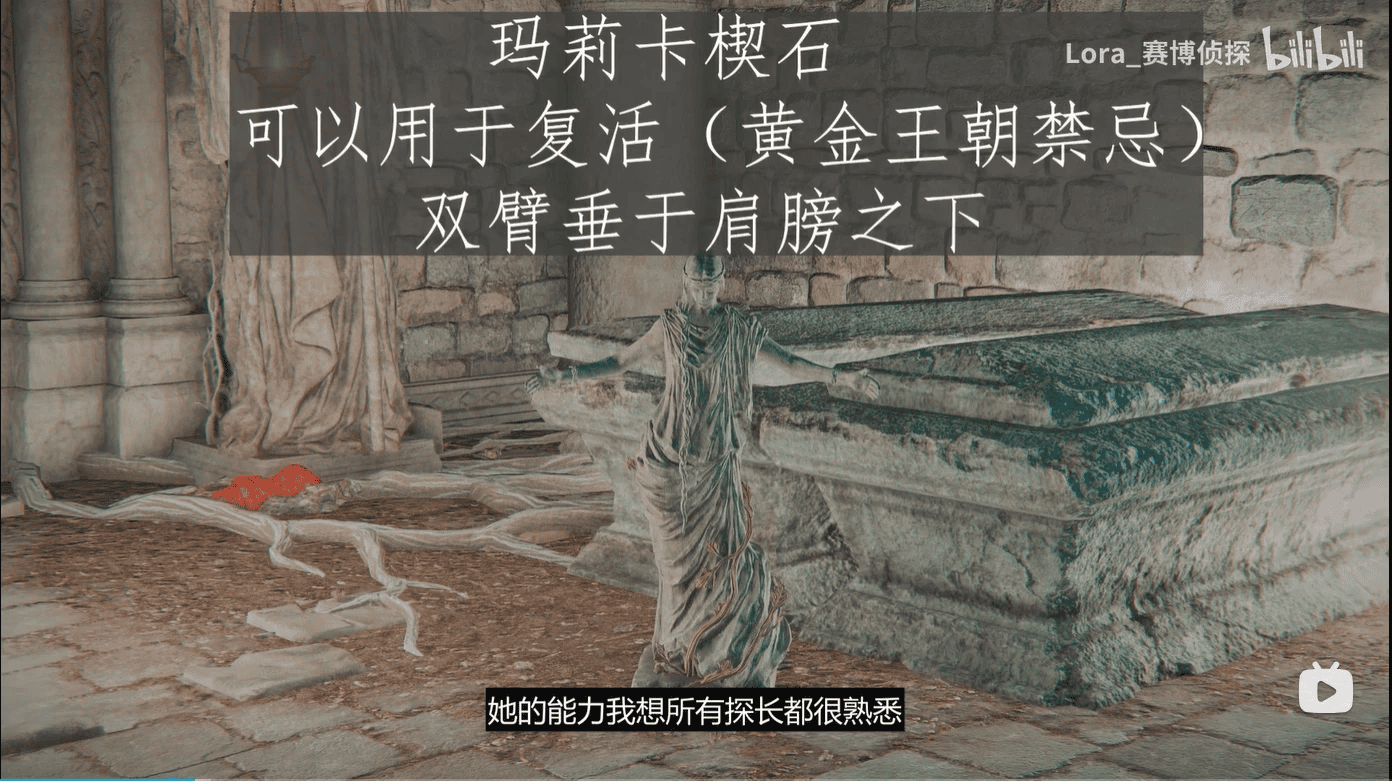 玛莉卡楔石
Lora_赛博侦探 bilibili
可以用于复活（黄金王朝禁忌）
双臂垂于肩膀之下
她的能力我想所有探长都很熟悉